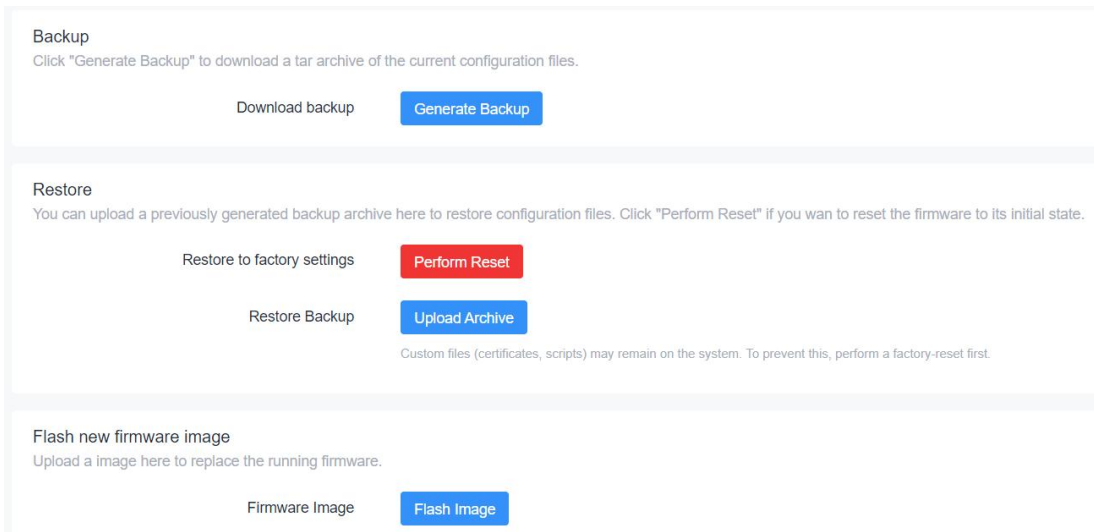 Backup
Click "Generate Backup" to download a tar archive of the current configuration files.
Download backup
Generate Backup
Restore
You can upload a previously generated backup archive here to restore configuration files. Click "Perform Reset" if you wan to reset the firmware to its initial state.
Restore to factory settings
Perform Reset
Restore Backup
Upload Archive
Custom files (certificates, scripts) may remain on the system. To prevent this, perform a factory-reset first.
Flash new firmware image
Upload a image here to replace the running firmware.
Firmware Image
Flash Image